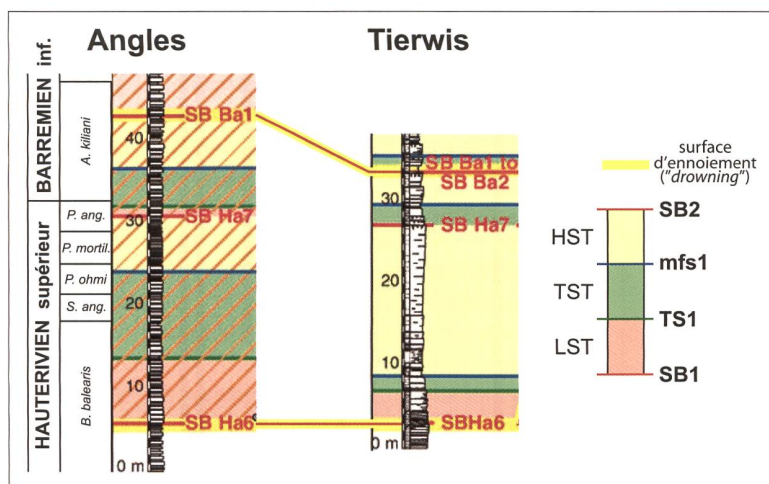 Angles
Tierwis
BARREMIEN inf.
HAUTERIVIEN supérieur
A. kiliani
P. ang.
P. mortil.
P. ohmi
S. ang.
B. balearis
SB Ba1
40
SB Ha7
30
20
10
SB Ha6
0 m
SB Ba1 to
SB Ba2
30
SB Ha7
20
10
SBHa6
0 m
surface
d'ennoiement
("drowning")
SB2
HST
mfs1
TST
TS1
LST
SB1